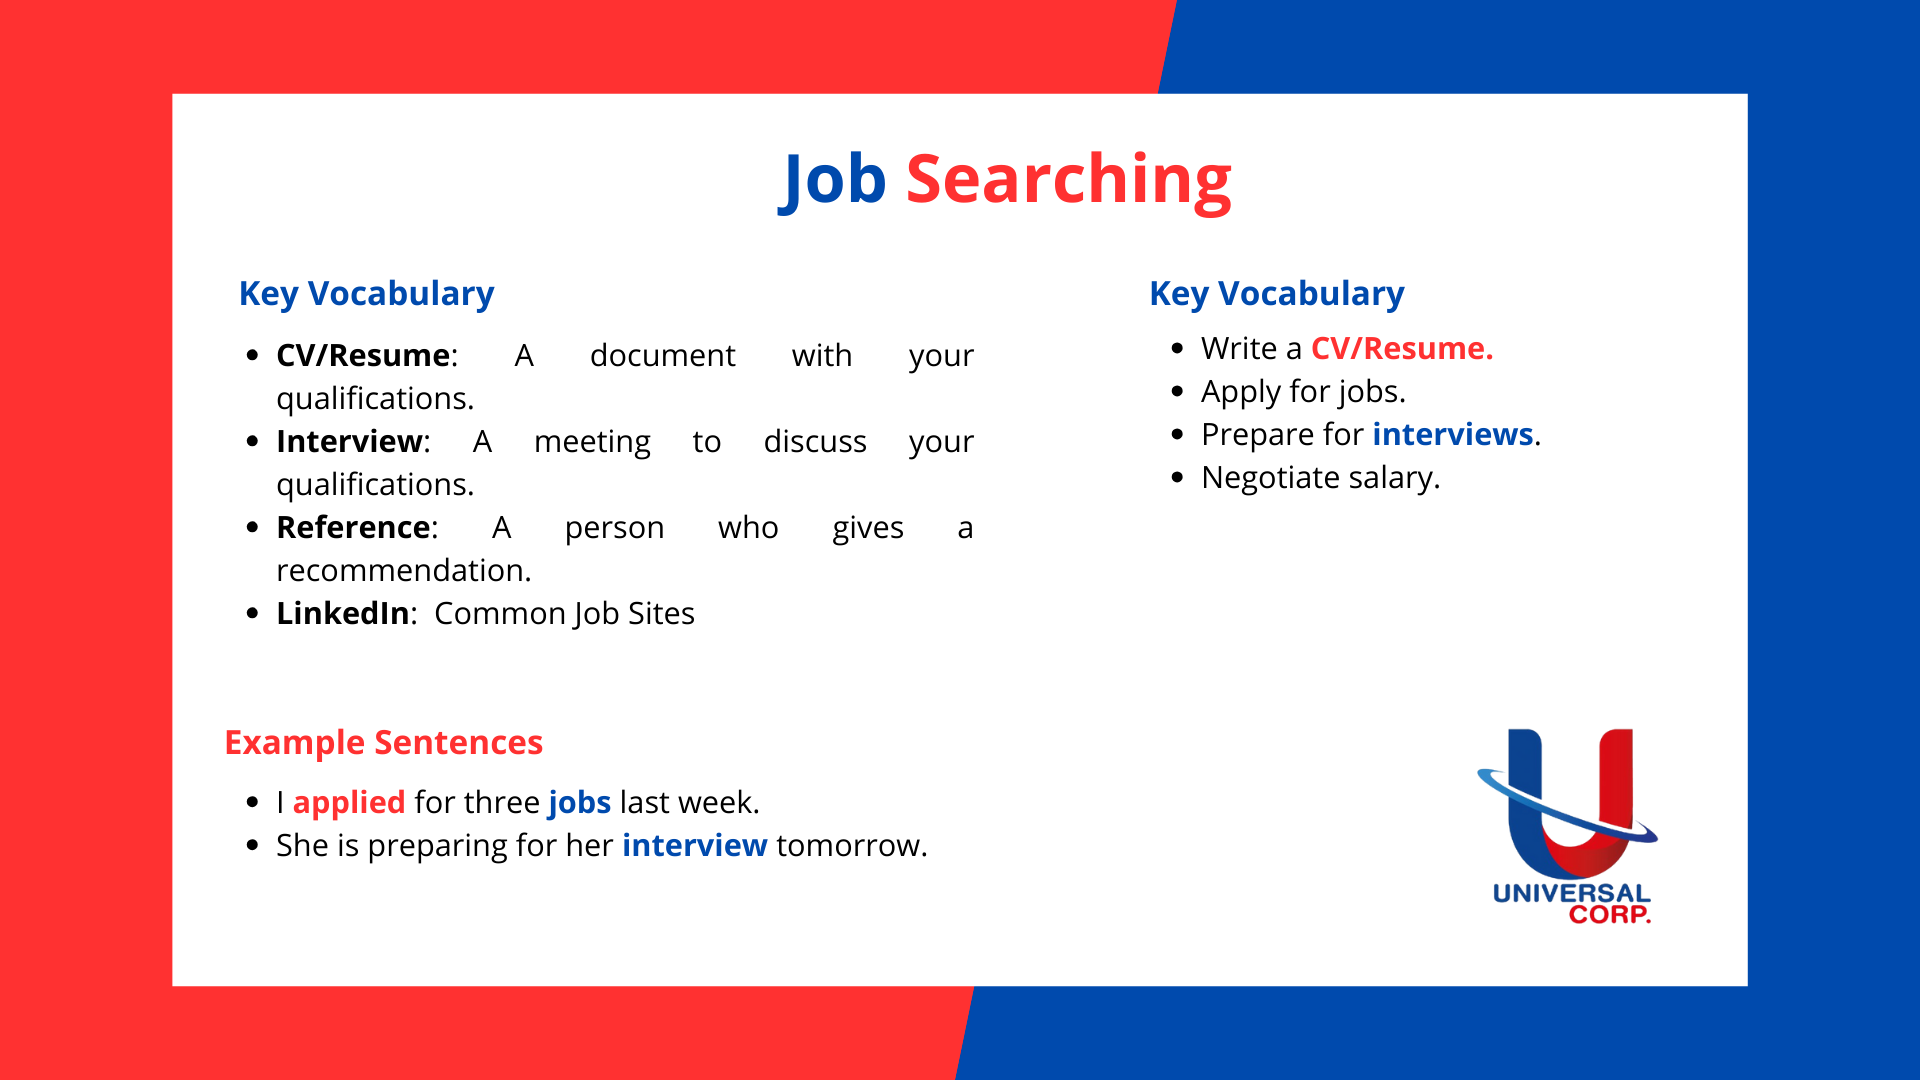 Job Searching
Key Vocabulary
• CV/Resume: A document with your
qualifications.
• Interview: A meeting to discuss your
qualifications.
• Reference: A person who gives a
recommendation.
• LinkedIn: Common Job Sites
Key Vocabulary
• Write a CV/Resume.
• Apply for jobs.
• Prepare for interviews.
• Negotiate salary.
Example Sentences
• I applied for three jobs last week.
• She is preparing for her interview tomorrow.
UNIVERSAL
CORP.